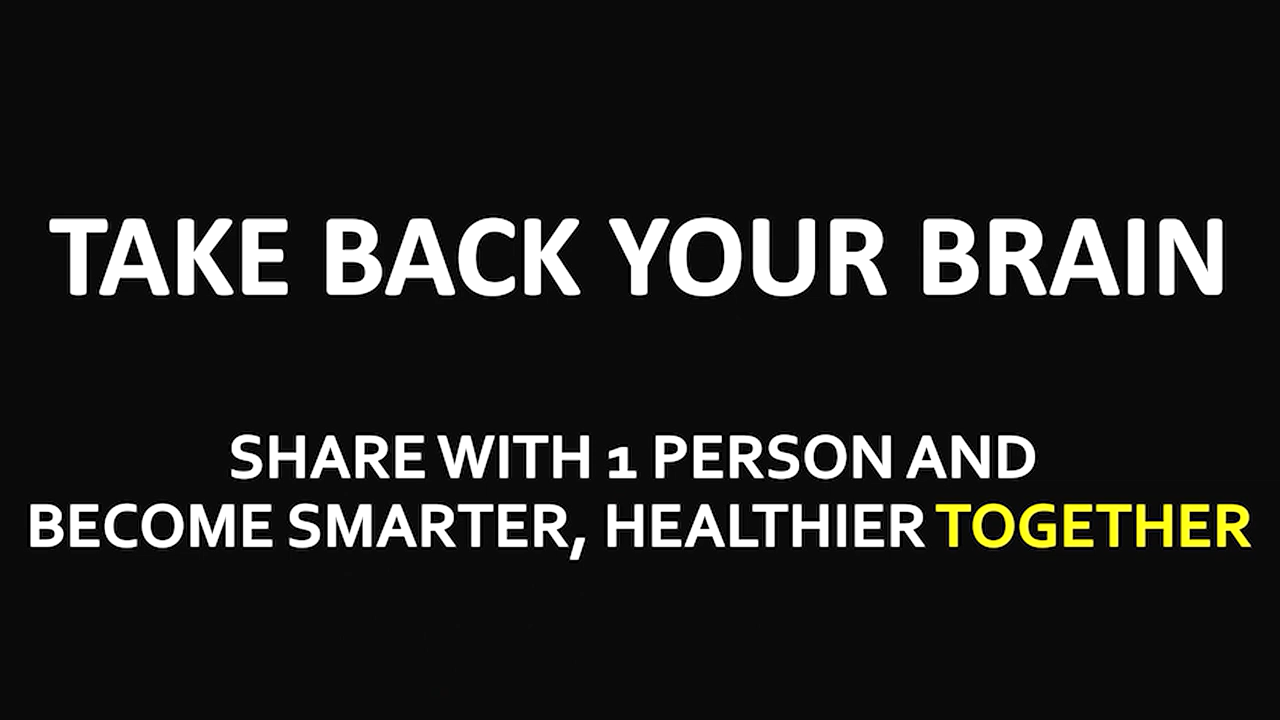 TAKE BACK YOUR BRAIN
SHARE WITH 1 PERSON AND
BECOME SMARTER, HEALTHIER TOGETHER